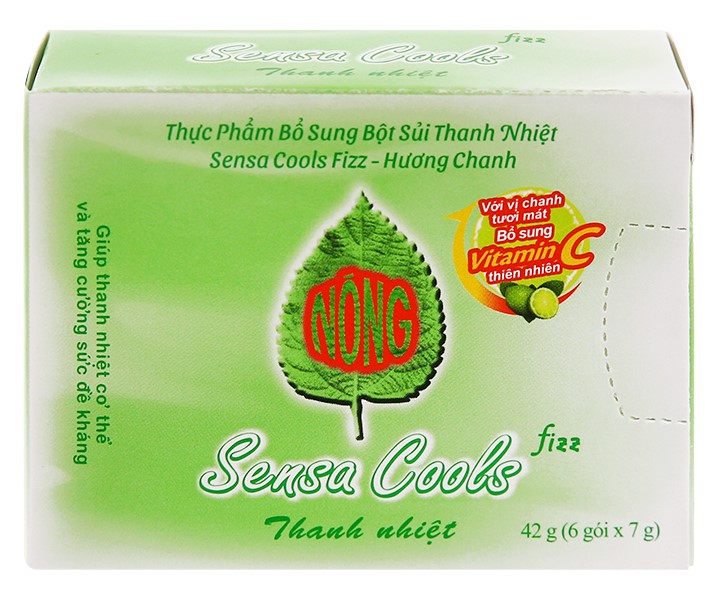 Sensa Cools fizz
Thanh nhiệt
Thực Phẩm Bổ Sung Bột Sủi Thanh Nhiệt
Sensa Cools Fizz - Hương Chanh
Giúp thanh nhiệt cơ thể
và tăng cường sức đề kháng
Với vị chanh
tươi mát
Bổ sung
Vitamin C
thiên nhiên
NÓNG
Sensa Cools fizz
Thanh nhiệt
42 g (6 gói x 7 g)